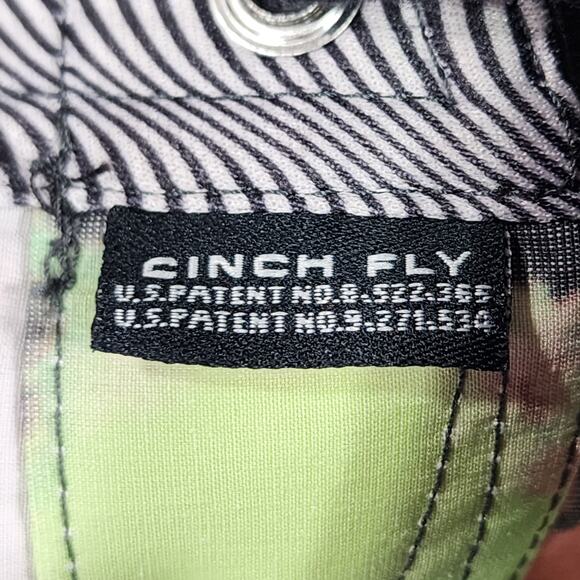 CINCH FLY
U.S.PATENT NO.8.522.365
U.S.PATENT NO.9.271.534